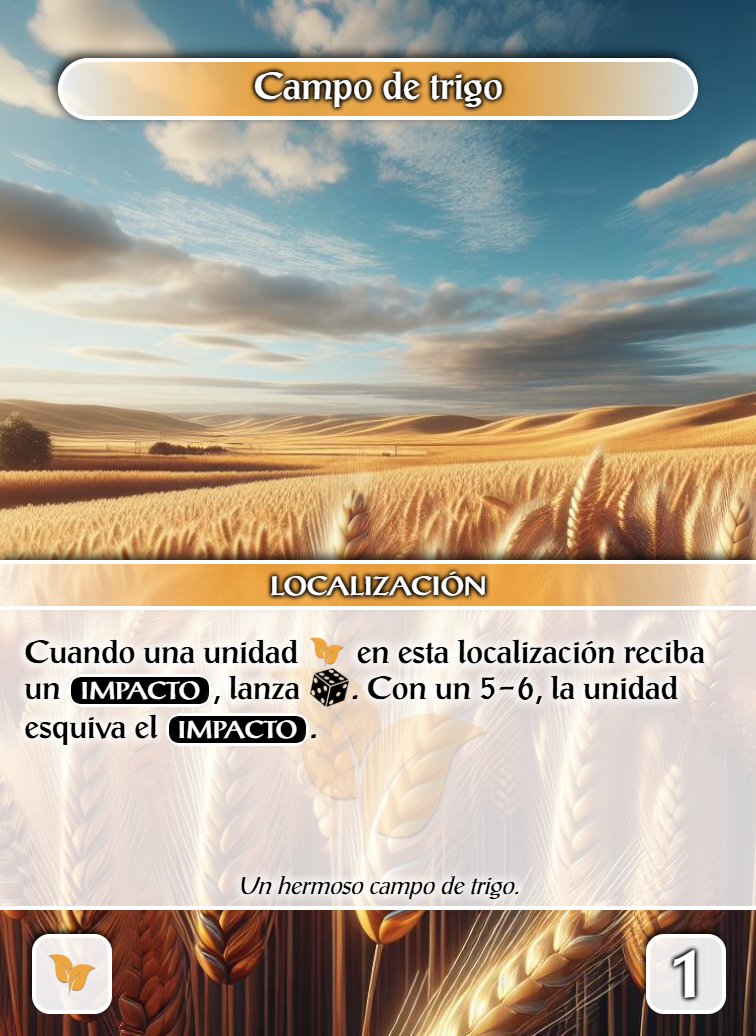 Campo de trigo
LOCALIZACIÓN
Cuando una unidad en esta localización reciba
un IMPACTO, lanza . Con un 5-6, la unidad
esquiva el IMPACTO.
Un hermoso campo de trigo.
1